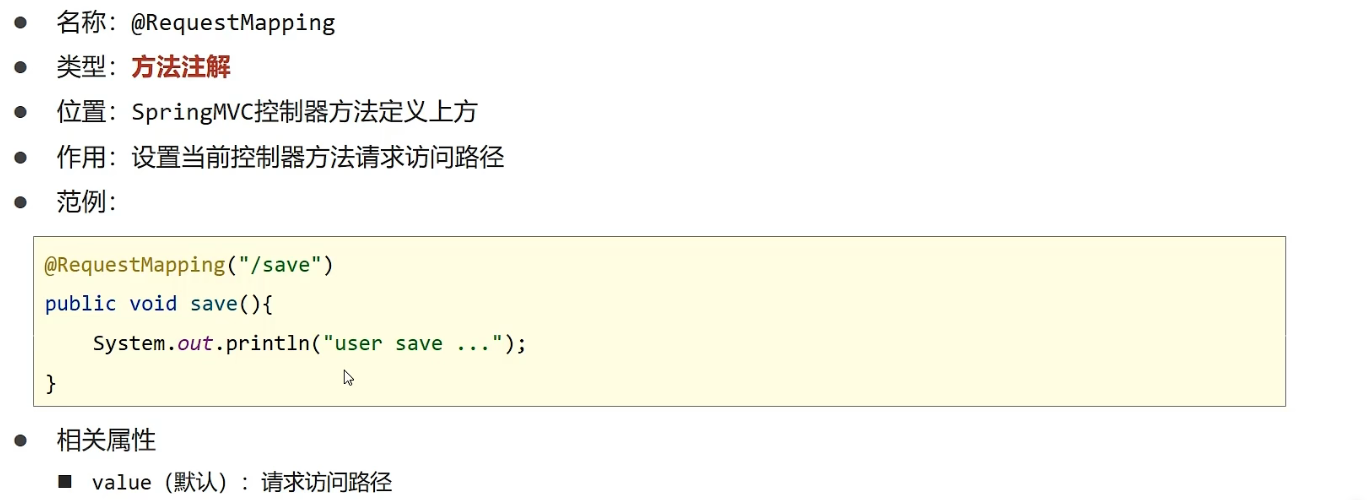 名称：@RequestMapping
类型：方法注解
位置：SpringMVC控制器方法定义上方
作用：设置当前控制器方法请求访问路径
范例：
@RequestMapping("/save")
public void save(){
    System.out.println("user save ...");
}
相关属性
value（默认）：请求访问路径